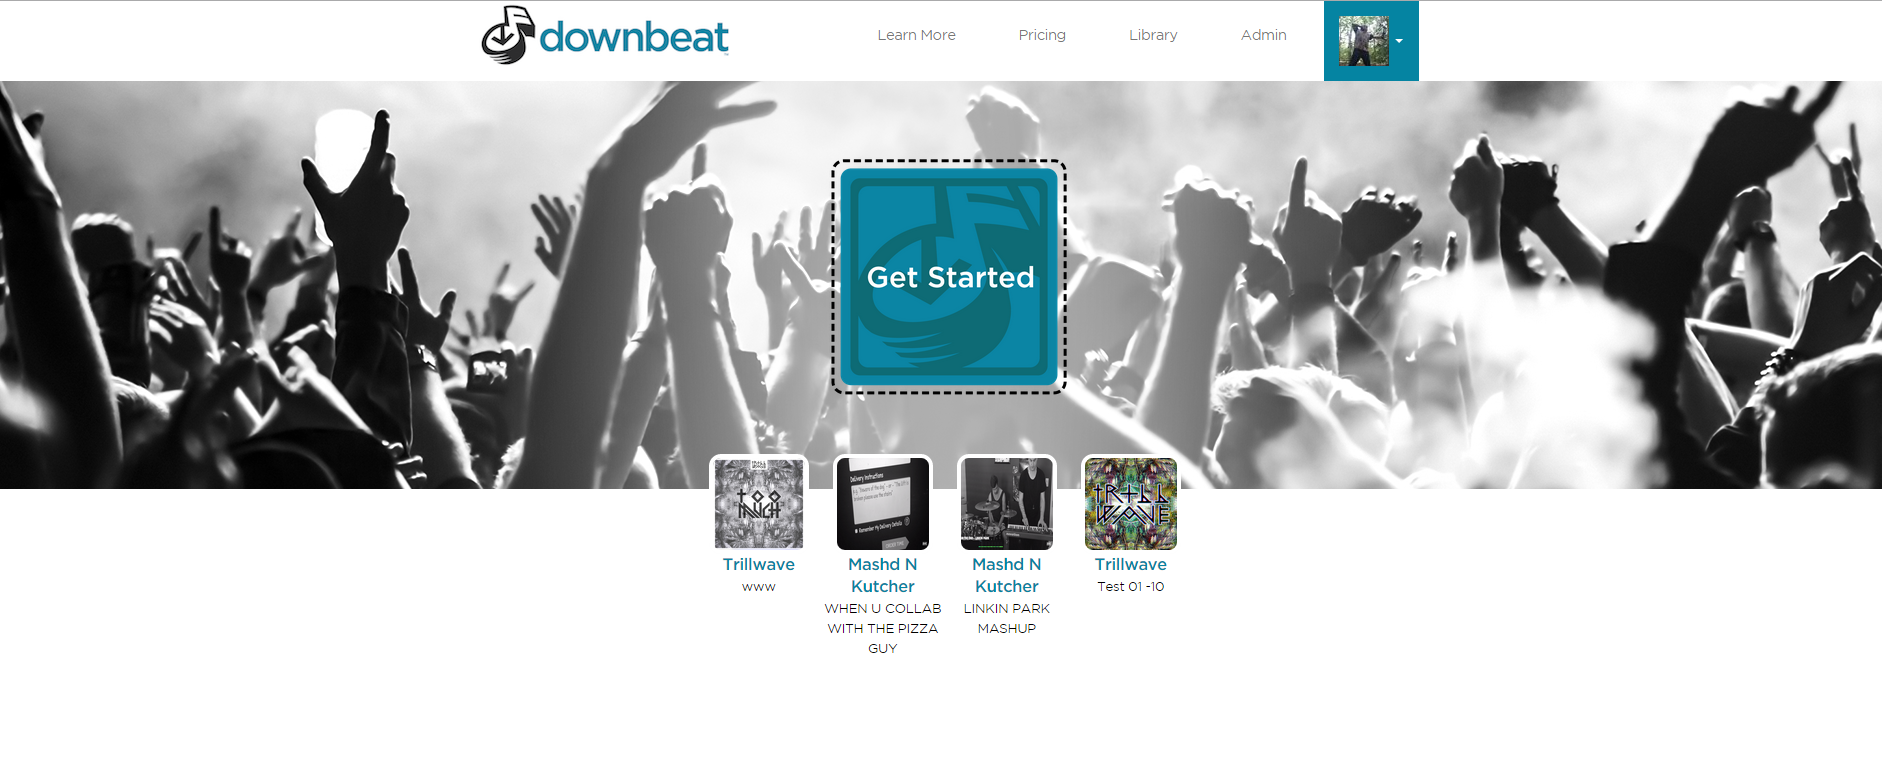 downbeat
Learn More
Pricing
Library
Admin
Get Started
TOO
MUCH
Delivery Instructions
Remember My Delivery Details
TRILL
WAVE
Trillwave
www
Mashd N
Kutcher
WHEN U COLLAB
WITH THE PIZZA
GUY
Mashd N
Kutcher
LINKIN PARK
MASHUP
Trillwave
Test 01 -10